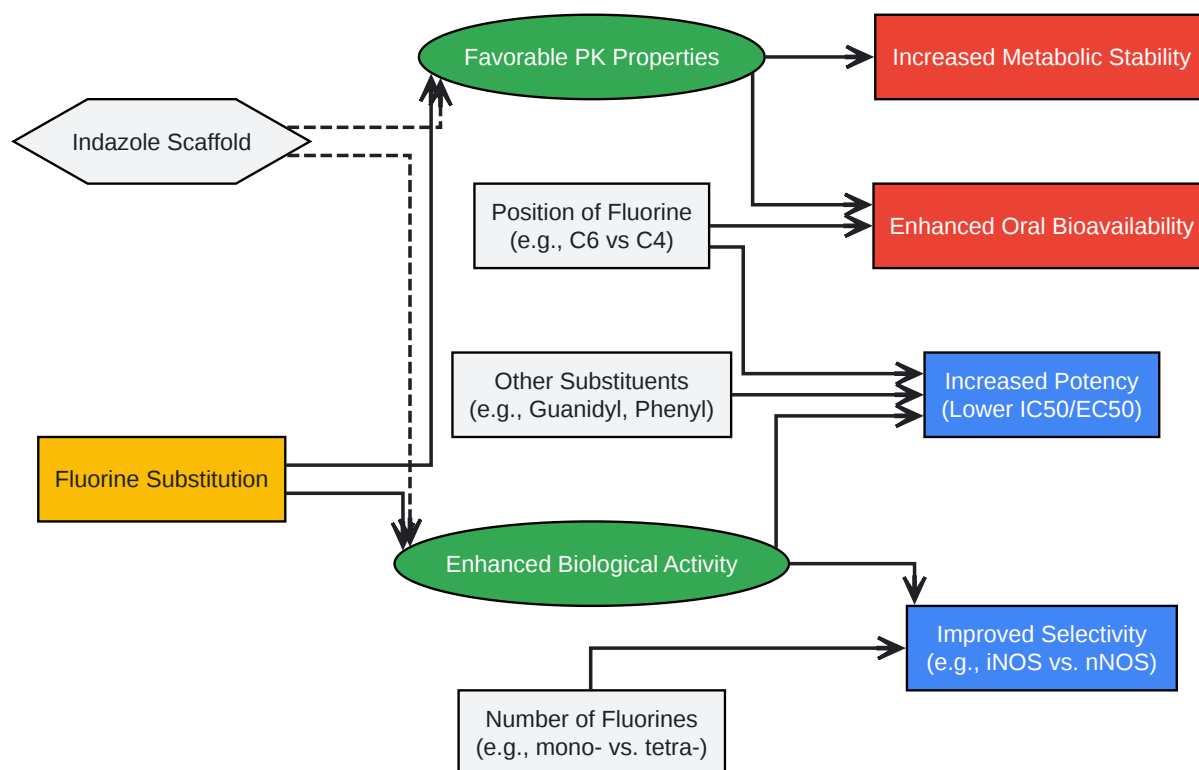 Favorable PK Properties
Increased Metabolic Stability
Indazole Scaffold
Position of Fluorine
(e.g., C6 vs C4)
Enhanced Oral Bioavailability
Other Substituents
(e.g., Guanidyl, Phenyl)
Increased Potency
(Lower IC50/EC50)
Fluorine Substitution
Enhanced Biological Activity
Improved Selectivity
(e.g., iNOS vs. nNOS)
Number of Fluorines
(e.g., mono- vs. tetra-)